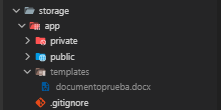 storage
app
private
public
templates
documentoprueba.docx
.gitignore